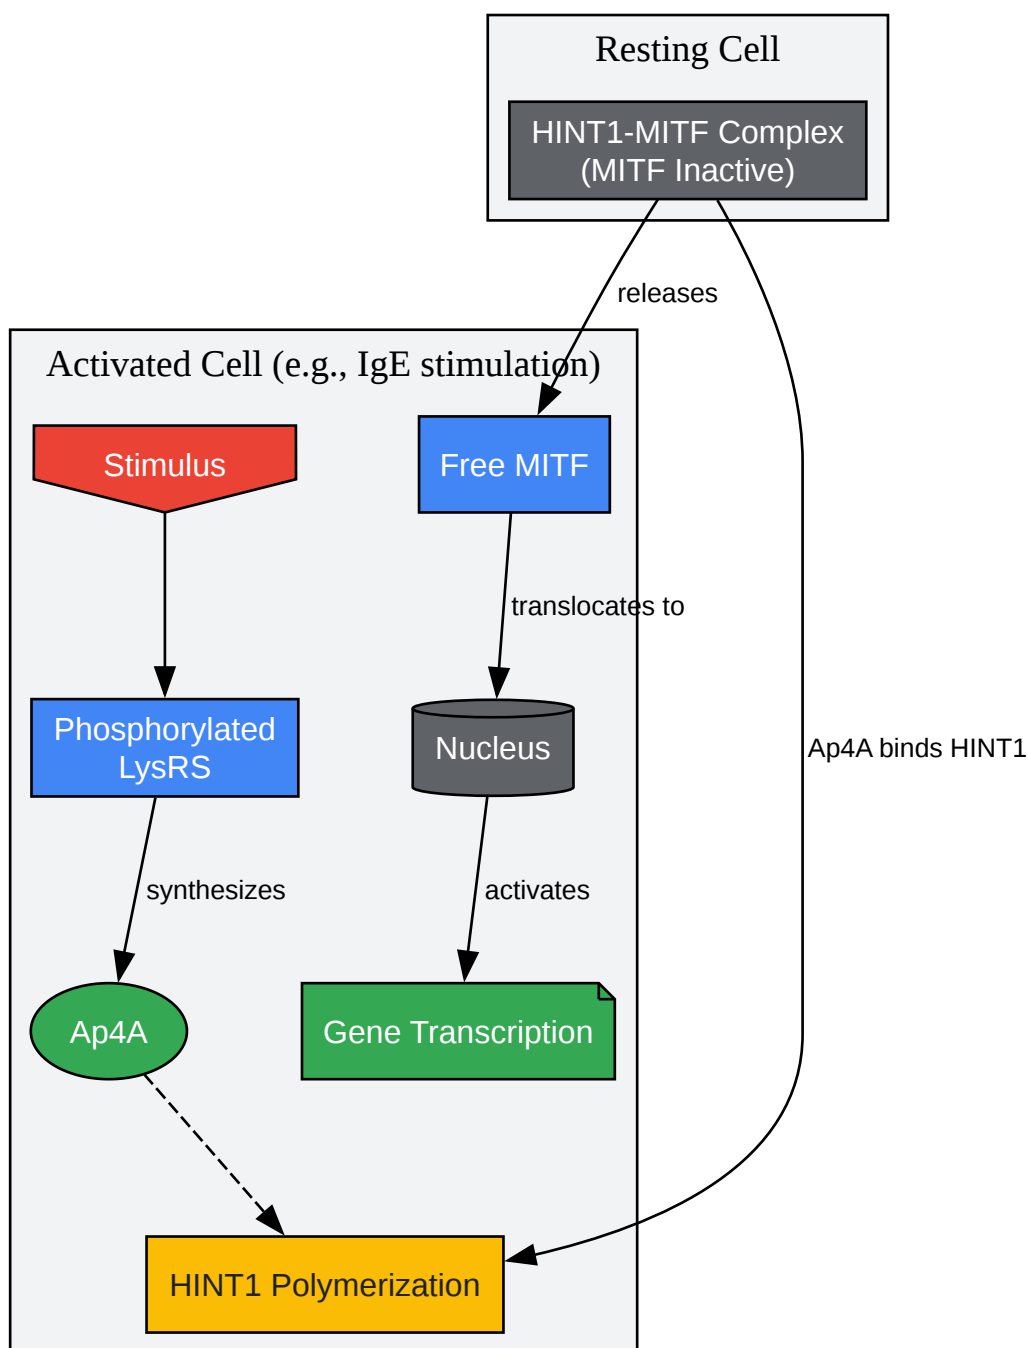 Resting Cell
HINT1-MITF Complex
(MITF Inactive)
releases
Activated Cell (e.g., IgE stimulation)
Stimulus
Free MITF
translocates to
Phosphorylated
LysRS
Nucleus
Ap4A binds HINT1
synthesizes
activates
Ap4A
Gene Transcription
HINT1 Polymerization